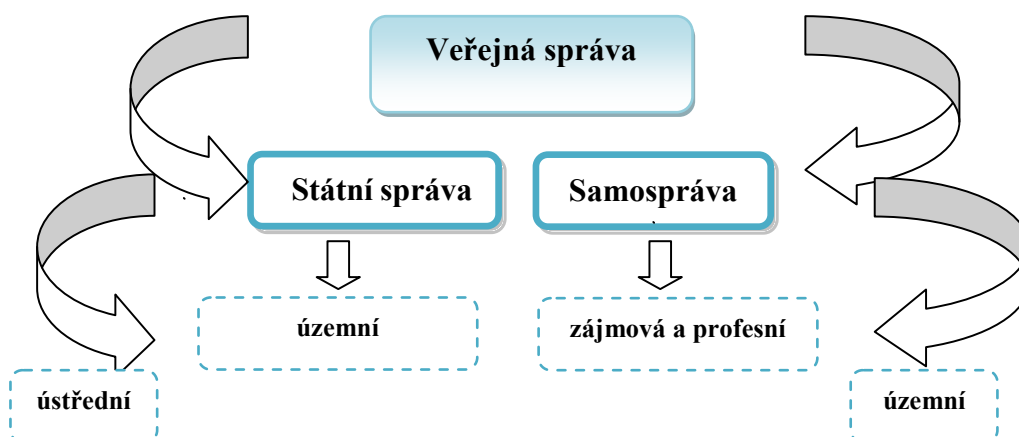 Veřejná správa
Státní správa
Samospráva
územní
zájmová a profesní
ústřední
územní